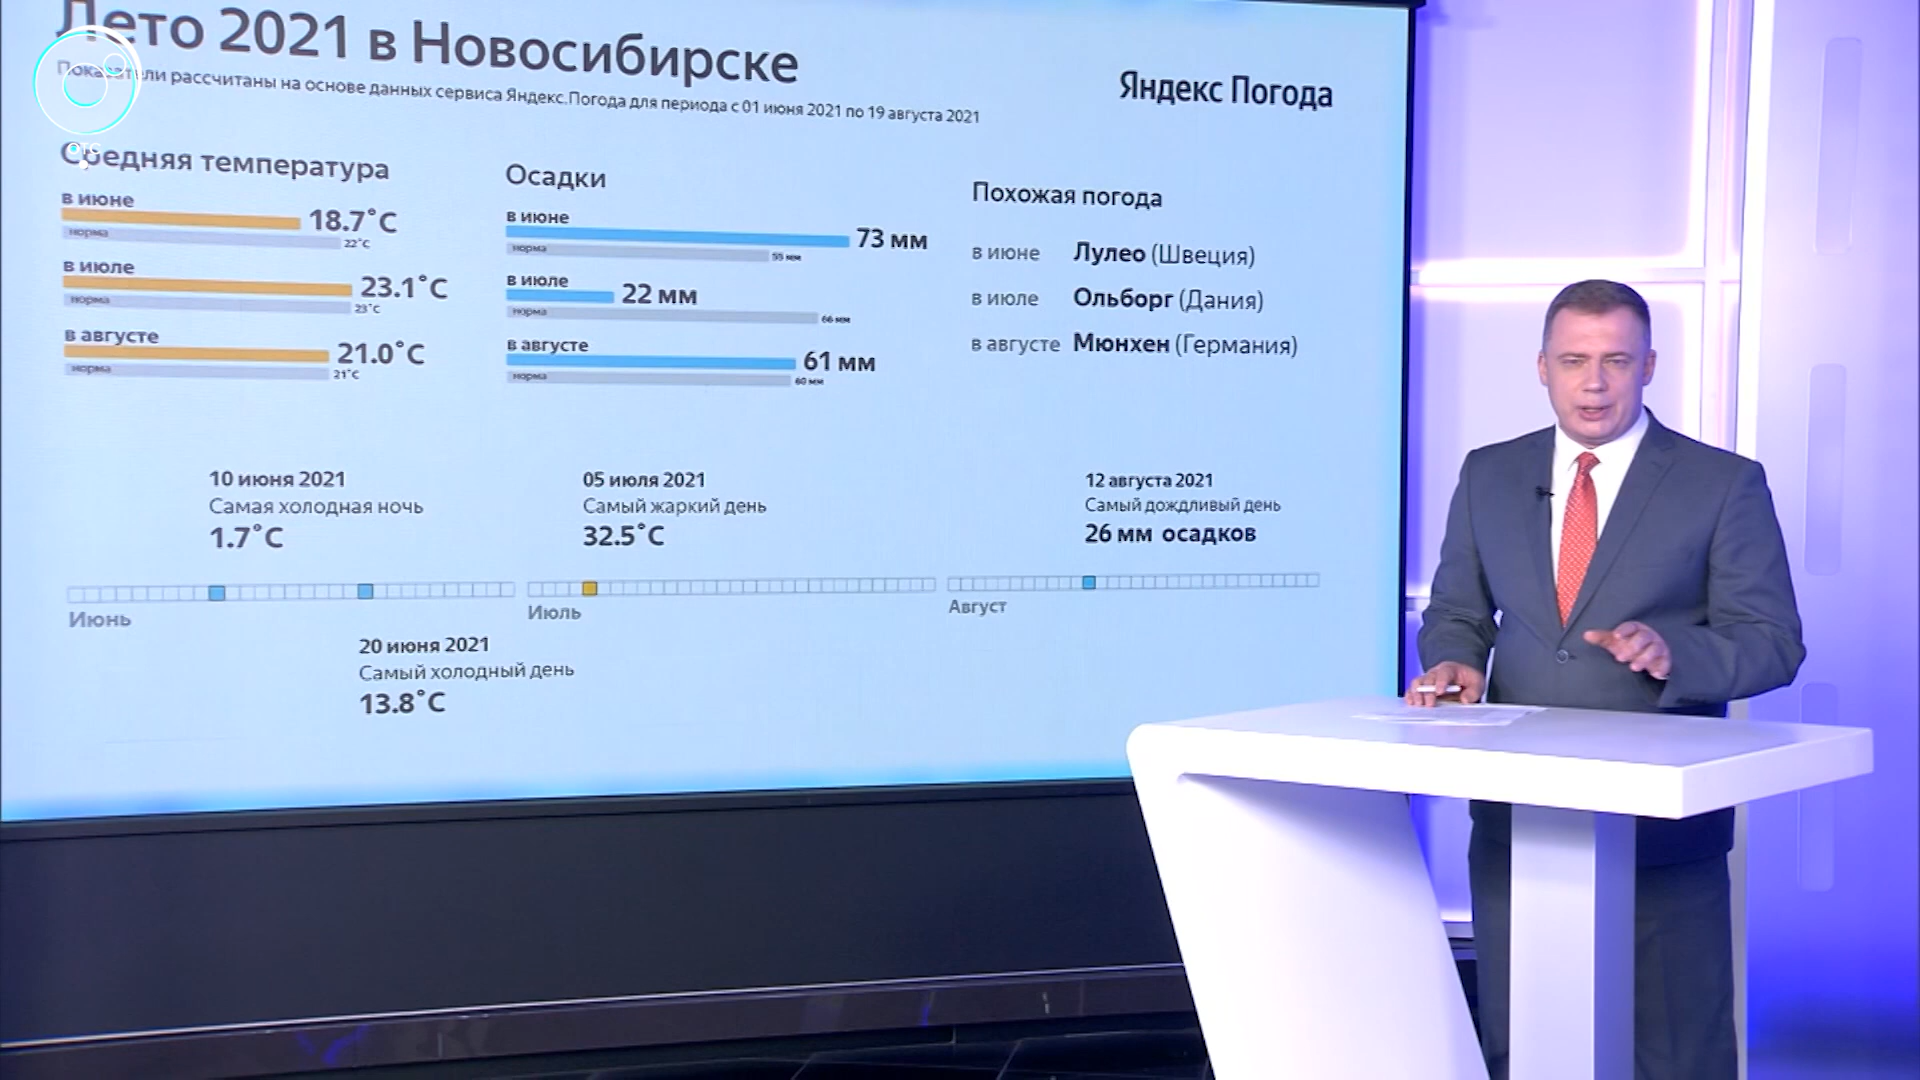 Лето 2021 в Новосибирске
Показатели рассчитаны на основе данных сервиса Яндекс.Погода для периода с 01 июня 2021 по 19 августа 2021
Яндекс Погода
ОТС
Средняя температура
в июне
18.7°C
норма
22°C
в июле
23.1°C
норма
23°C
в августе
21.0°C
норма
21°C
Осадки
в июне
73 мм
норма
55 мм
в июле
22 мм
норма
66 мм
в августе
61 мм
норма
60 мм
Похожая погода
в июне Лулео (Швеция)
в июле Ольборг (Дания)
в августе Мюнхен (Германия)
10 июня 2021
Самая холодная ночь
1.7°C
05 июля 2021
Самый жаркий день
32.5°C
12 августа 2021
Самый дождливый день
26 мм осадков
Июнь
Июль
Август
20 июня 2021
Самый холодный день
13.8°C